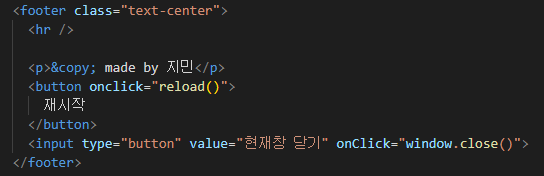 <footer class="text-center">
<hr />
<p>&copy; made by 지민</p>
<button onclick="reload()">
재시작
</button>
<input type="button" value="현재창 닫기" onClick="window.close()">
</footer>